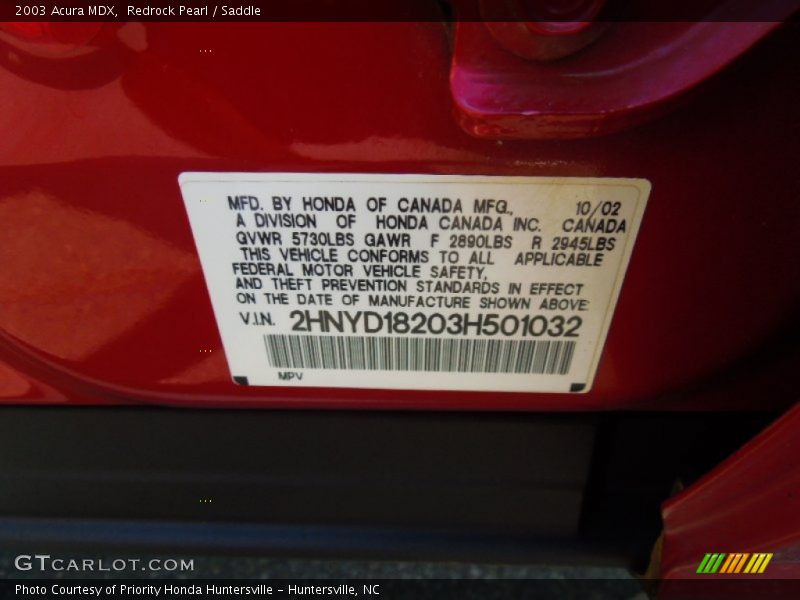 2003 Acura MDX,  Redrock Pearl / Saddle
MFD. BY HONDA OF CANADA MFG., 10/02
A DIVISION OF HONDA CANADA INC. CANADA
GVWR 5730LBS GAWR F 2890LBS R 2945LBS
THIS VEHICLE CONFORMS TO ALL APPLICABLE
FEDERAL MOTOR VEHICLE SAFETY,
AND THEFT PREVENTION STANDARDS IN EFFECT
ON THE DATE OF MANUFACTURE SHOWN ABOVE:
V.I.N. 2HNYD18203H501032
MPV
GTCARLOT.COM
Photo Courtesy of Priority Honda Huntersville - Huntersville, NC